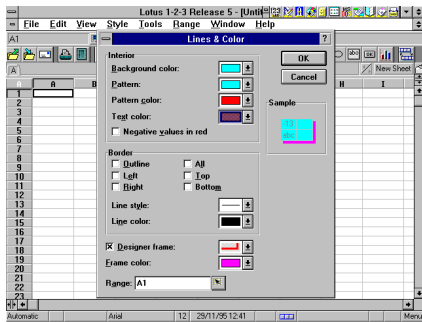 Lotus 1-2-3 Release 5 - [Unti
File Edit View Style Tools Range Window Help
A1
Lines & Color
?
Interior
Background color:
Pattern:
Pattern color:
Text color:
Negative values in red
OK
Cancel
Sample
-123
abc
Border
Outline
All
Left
Top
Right
Bottom
Line style:
Line color:
Designer frame:
Frame color:
Range: A1
abc
OK
New Sheet
A
A B H I
1
2
3
4
5
6
7
8
9
10
11
12
13
14
15
16
17
18
19
20
21
22
23
Automatic Arial 12 29/11/95 12:41 Menu